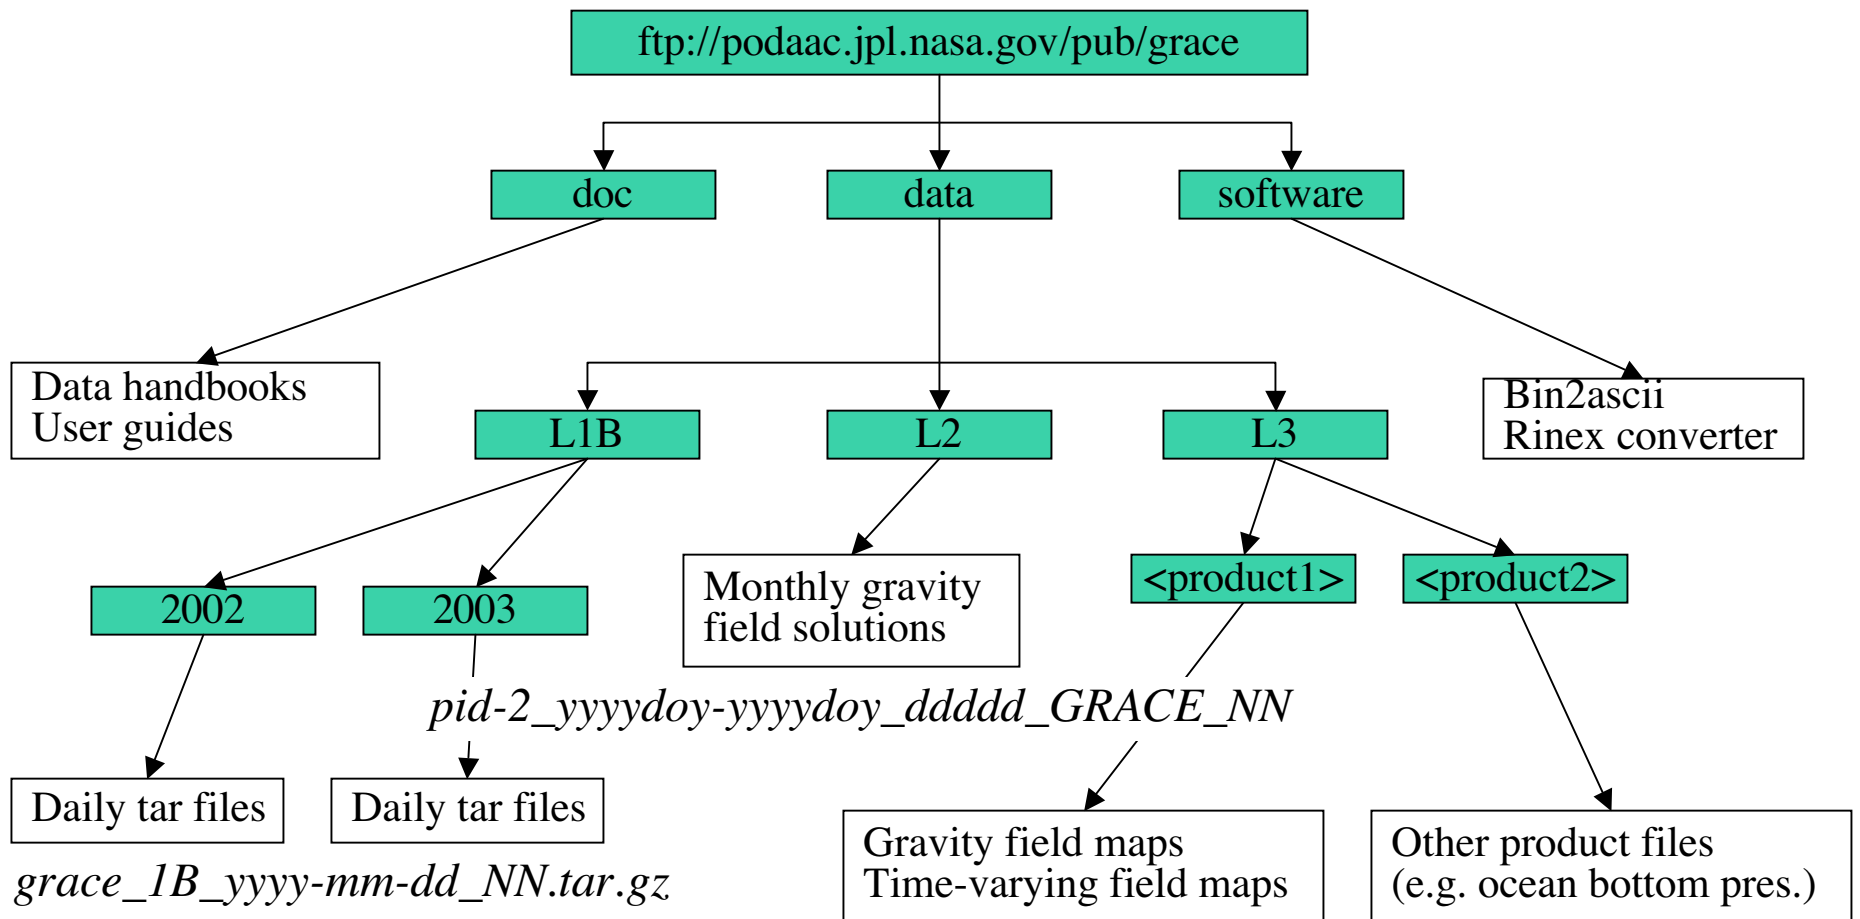 ftp://podaac.jpl.nasa.gov/pub/grace
doc
data
software
Data handbooks
User guides
Bin2ascii
Rinex converter
L1B
L2
L3
2002
2003
Monthly gravity
field solutions
<product1>
<product2>
pid-2_yyyydoy-yyyydoy_ddddd_GRACE_NN
Daily tar files
Daily tar files
grace_1B_yyyy-mm-dd_NN.tar.gz
Gravity field maps
Time-varying field maps
Other product files
(e.g. ocean bottom pres.)